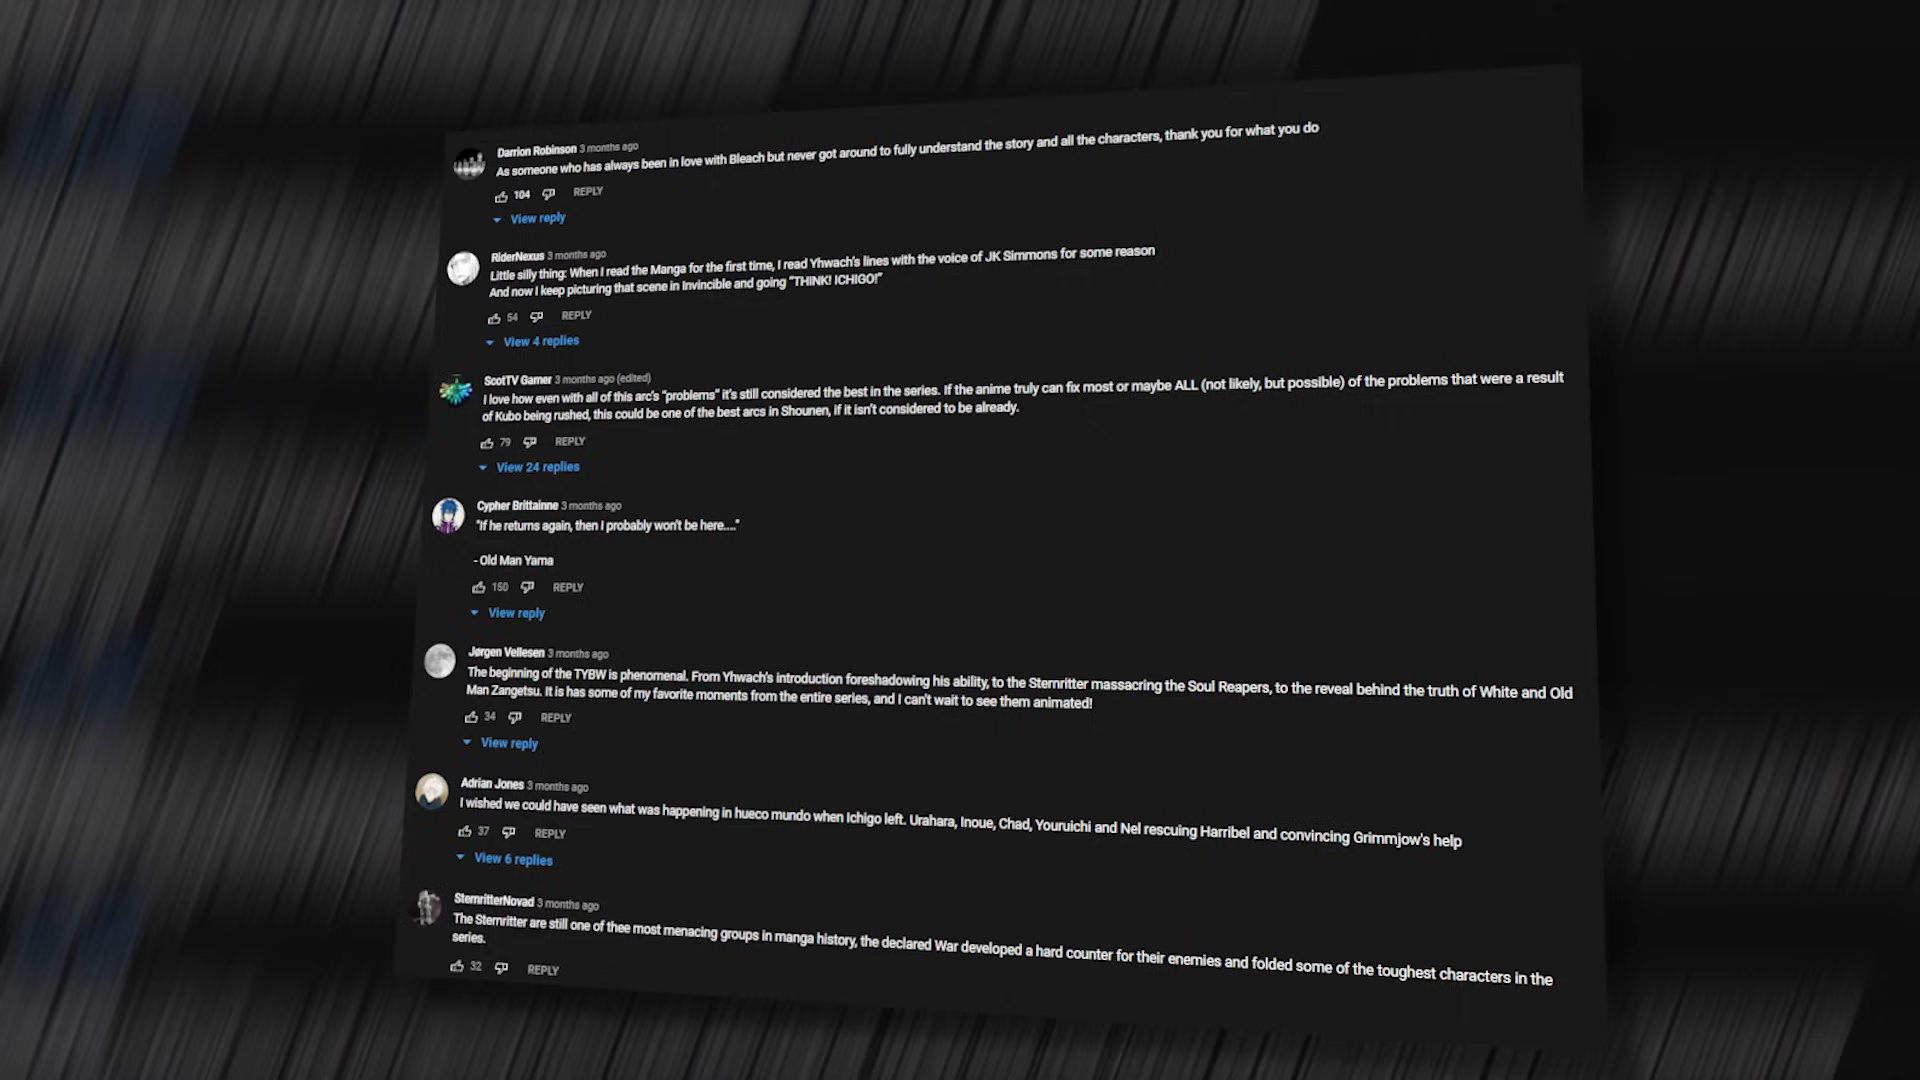 Darrion Robinson 3 months ago
As someone who has always been in love with Bleach but never got around to fully understand the story and all the characters, thank you for what you do
104 REPLY
View reply
RiderNexus 3 months ago
Little silly thing: When I read the Manga for the first time, I read Yhwach's lines with the voice of JK Simmons for some reason
And now I keep picturing that scene in Invincible and going "THINK! ICHIGO!"
54 REPLY
View 4 replies
ScotTV Gamer 3 months ago (edited)
I love how even with all of this arc's "problems" it's still considered the best in the series. If the anime truly can fix most or maybe ALL (not likely, but possible) of the problems that were a result
of Kubo being rushed, this could be one of the best arcs in Shounen, if it isn't considered to be already.
79 REPLY
View 24 replies
Cypher Brittainne 3 months ago
"If he returns again, then I probably won't be here...."
- Old Man Yama
150 REPLY
View reply
Jørgen Vellesen 3 months ago
The beginning of the TYBW is phenomenal. From Yhwach's introduction foreshadowing his ability, to the Sternritter massacring the Soul Reapers, to the reveal behind the truth of White and Old
Man Zangetsu. It is has some of my favorite moments from the entire series, and I can't wait to see them animated!
34 REPLY
View reply
Adrian Jones 3 months ago
I wished we could have seen what was happening in hueco mundo when Ichigo left. Urahara, Inoue, Chad, Youruichi and Nel rescuing Harribel and convincing Grimmjow's help
37 REPLY
View 6 replies
SternritterNovad 3 months ago
The Sternritter are still one of thee most menacing groups in manga history, the declared War developed a hard counter for their enemies and folded some of the toughest characters in the
series.
32 REPLY